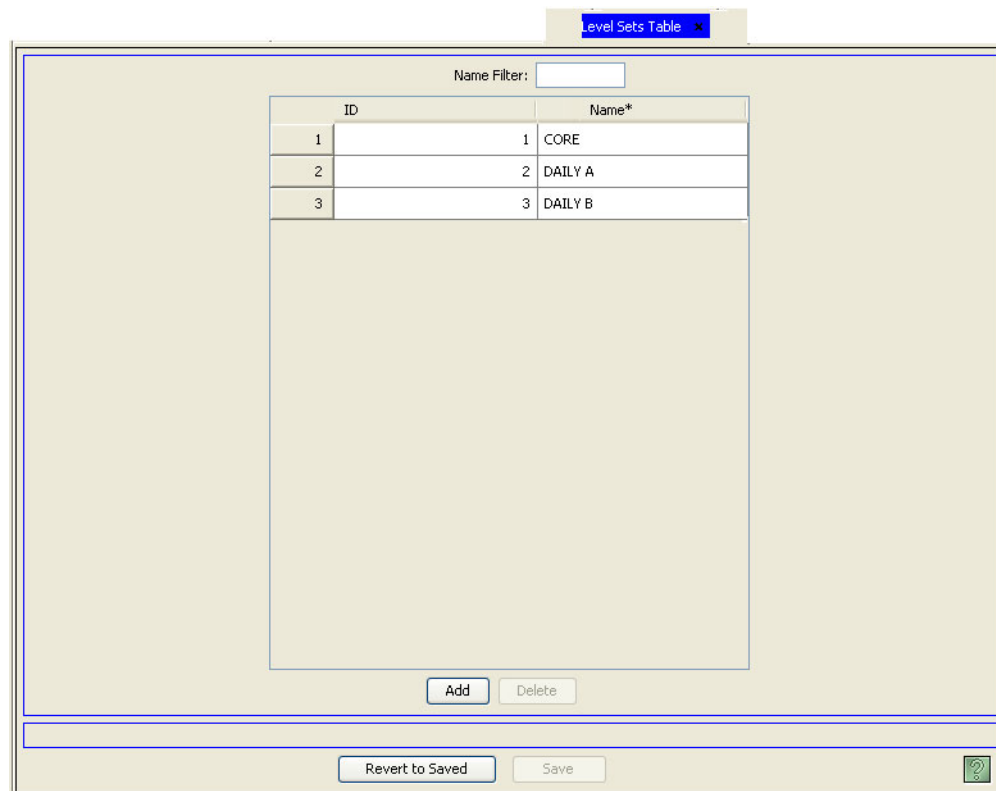 Level Sets Table ×
Name Filter:
ID Name*
1 1 CORE
2 2 DAILY A
3 3 DAILY B
Add Delete
Revert to Saved Save ?